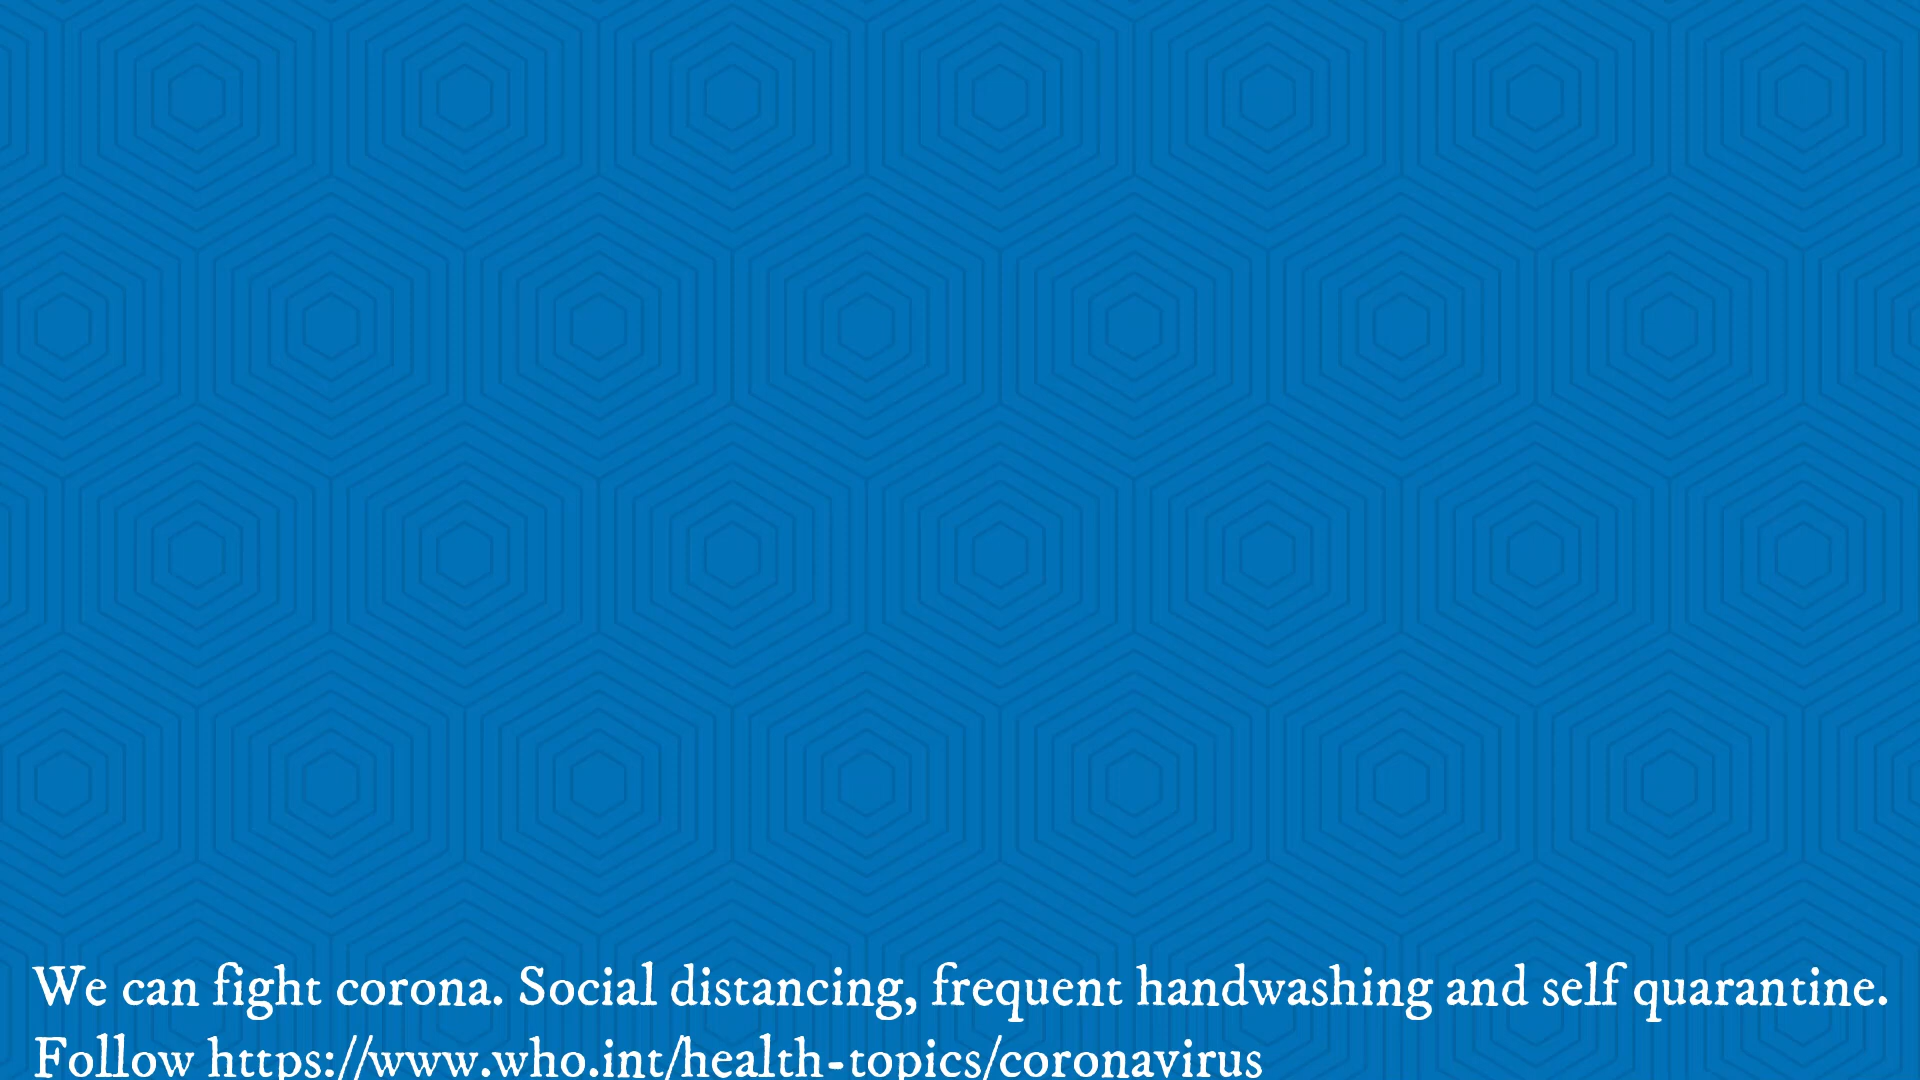 We can fight corona. Social distancing, frequent handwashing and self quarantine.
Follow https://www.who.int/health-topics/coronavirus